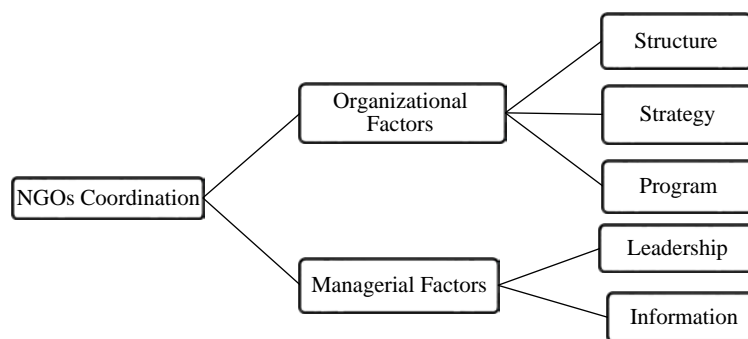 Structure
Organizational
Factors
Strategy
Program
NGOs Coordination
Leadership
Managerial Factors
Information